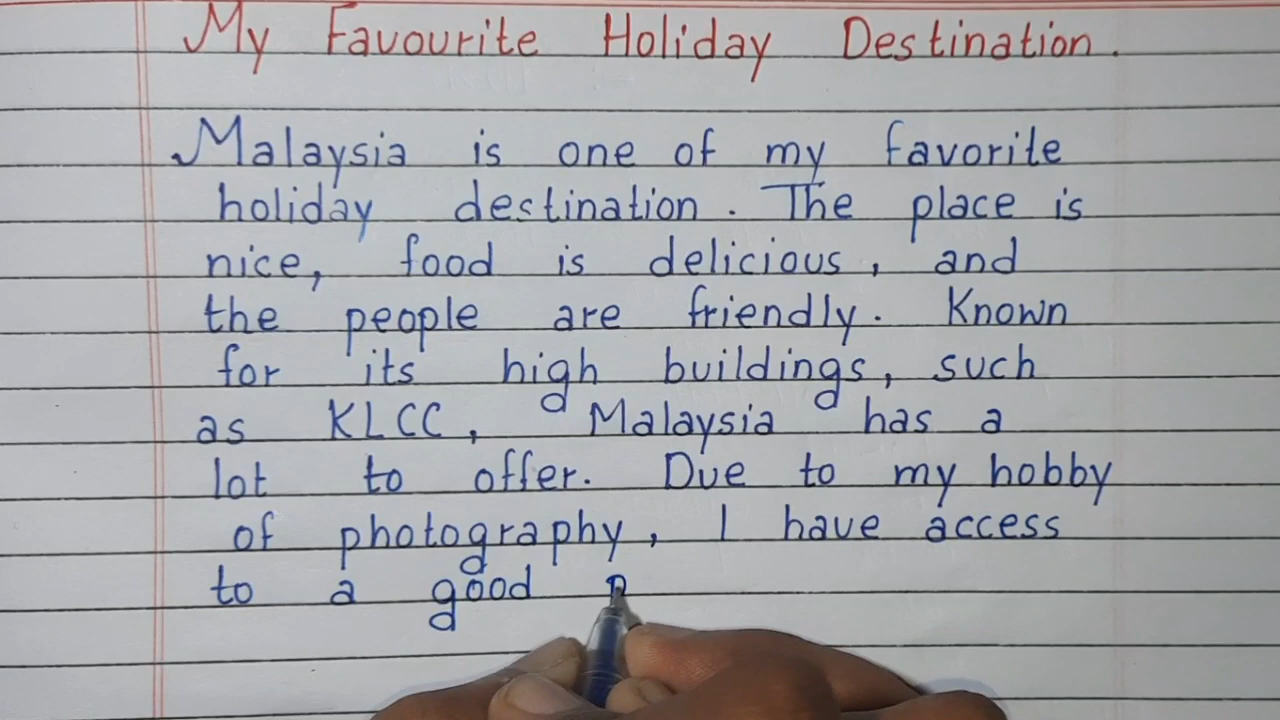 My Favourite Holiday Destination.
Malaysia is one of my favorite
holiday destination. The place is
nice, food is delicious, and
the people are friendly. Known
for its high buildings, such
as KLCC, Malaysia has a
lot to offer. Due to my hobby
of photography, I have access
to a good